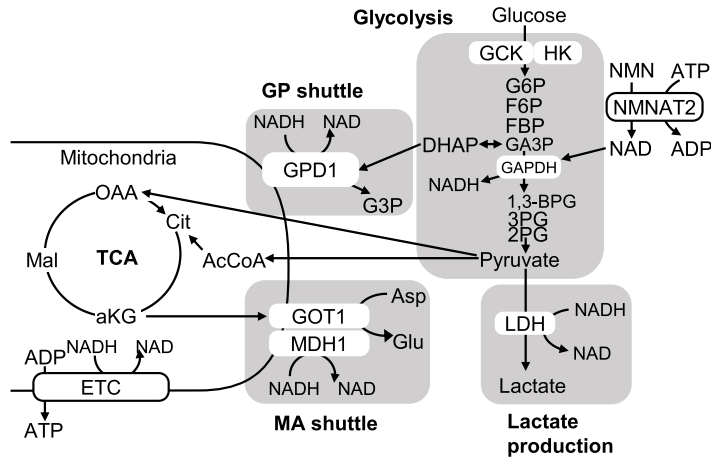 Glycolysis
Glucose
GCK HK
G6P
F6P
FBP
DHAP GA3P
GAPDH
NADH
1,3-BPG
3PG
2PG
Pyruvate
NMN ATP
NMNAT2
NAD ADP
GP shuttle
NADH NAD
GPD1
G3P
Mitochondria
OAA
Cit
Mal TCA AcCoA
aKG
Asp
GOT1
Glu
MDH1
NADH NAD
MA shuttle
ADP NADH NAD
ETC
ATP
NADH
LDH
NAD
Lactate
Lactate
production